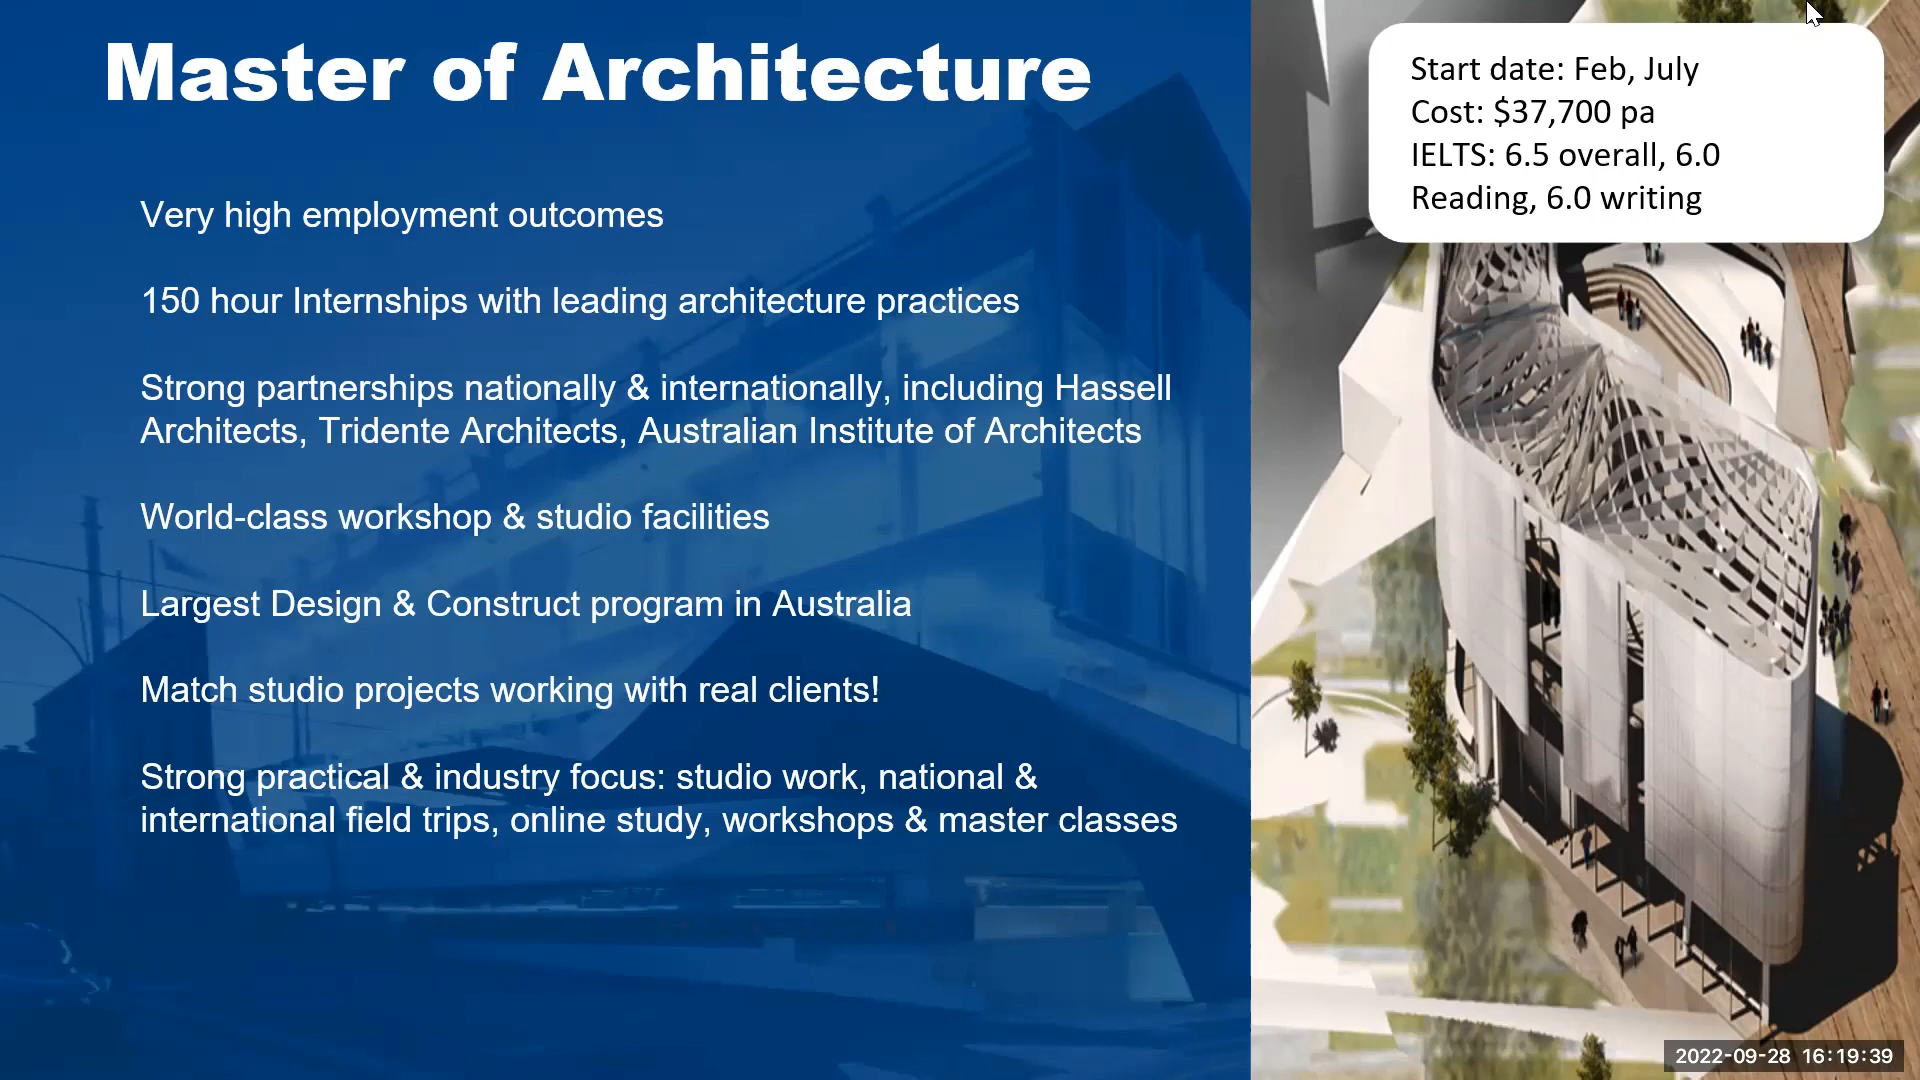 Master of Architecture
Start date: Feb, July
Cost: $37,700 pa
IELTS: 6.5 overall, 6.0
Reading, 6.0 writing
Very high employment outcomes
150 hour Internships with leading architecture practices
Strong partnerships nationally & internationally, including Hassell
Architects, Tridente Architects, Australian Institute of Architects
World-class workshop & studio facilities
Largest Design & Construct program in Australia
Match studio projects working with real clients!
Strong practical & industry focus: studio work, national &
international field trips, online study, workshops & master classes
2022-09-28 16:19:39